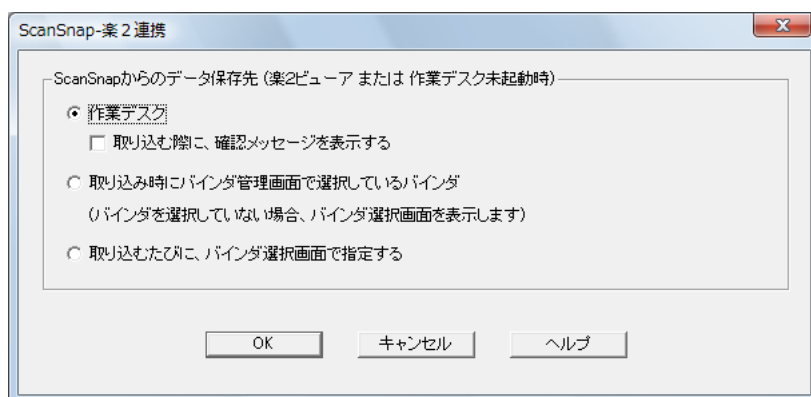 ScanSnap-楽２連携
ScanSnapからのデータ保存先 (楽2ビューア または 作業デスク未起動時)
作業デスク
取り込む際に、確認メッセージを表示する
取り込み時にバインダ管理画面で選択しているバインダ
(バインダを選択していない場合、バインダ選択画面を表示します)
取り込むたびに、バインダ選択画面で指定する
OK キャンセル ヘルプ